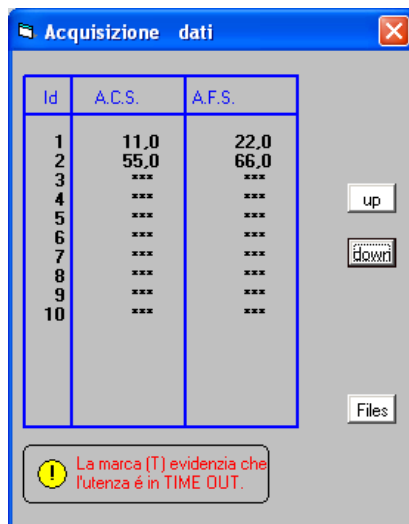 Acquisizione dati
Id A.C.S. A.F.S.
1 11,0 22,0
2 55,0 66,0
3 *** ***
4 *** ***
5 *** ***
6 *** ***
7 *** ***
8 *** ***
9 *** ***
10 *** ***
up
down
Files
! La marca (T) evidenzia che
l'utenza é in TIME OUT.